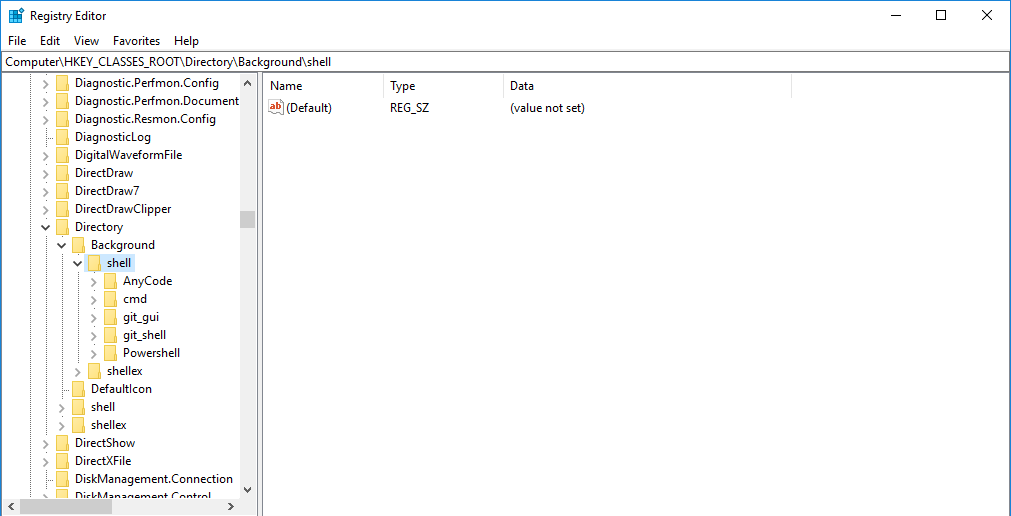 Registry Editor
File Edit View Favorites Help
Computer\HKEY_CLASSES_ROOT\Directory\Background\shell
Diagnostic.Perfmon.Config
Diagnostic.Perfmon.Document
Diagnostic.Resmon.Config
DiagnosticLog
DigitalWaveformFile
DirectDraw
DirectDraw7
DirectDrawClipper
Directory
Background
shell
AnyCode
cmd
git_gui
git_shell
Powershell
shellex
DefaultIcon
shell
shellex
DirectShow
DirectXFile
DiskManagement.Connection
DiskManagement.Control
Name Type Data
ab (Default) REG_SZ (value not set)